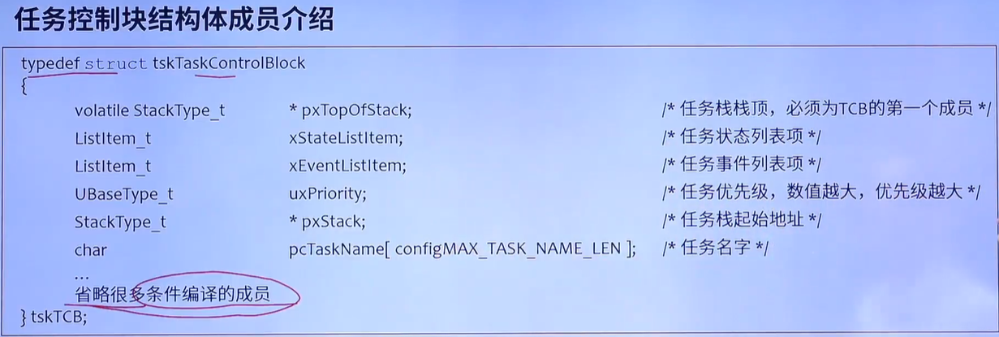 任务控制块结构体成员介绍
typedef struct tskTaskControlBlock
{
volatile StackType_t * pxTopOfStack; /* 任务栈栈顶，必须为TCB的第一个成员 */
ListItem_t xStateListItem; /* 任务状态列表项 */
ListItem_t xEventListItem; /* 任务事件列表项 */
UBaseType_t uxPriority; /* 任务优先级，数值越大，优先级越大 */
StackType_t * pxStack; /* 任务栈起始地址 */
char pcTaskName[ configMAX_TASK_NAME_LEN ]; /* 任务名字 */
...
省略很多条件编译的成员
} tskTCB;